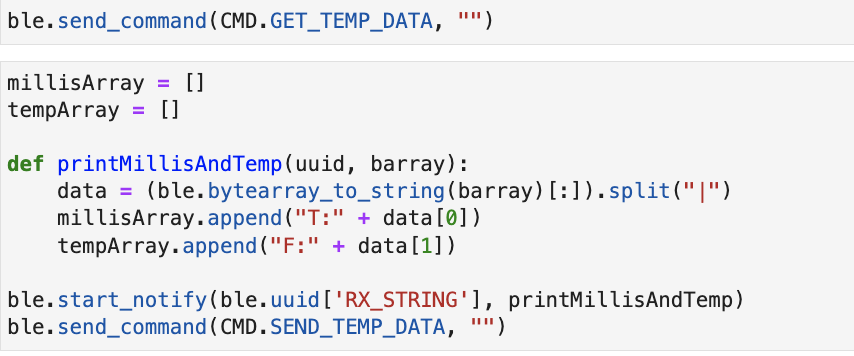 ble.send_command(CMD.GET_TEMP_DATA, "")
millisArray = []
tempArray = []
def printMillisAndTemp(uuid, barray):
    data = (ble.bytearray_to_string(barray)[:]).split("|")
    millisArray.append("T:" + data[0])
    tempArray.append("F:" + data[1])
ble.start_notify(ble.uuid['RX_STRING'], printMillisAndTemp)
ble.send_command(CMD.SEND_TEMP_DATA, "")